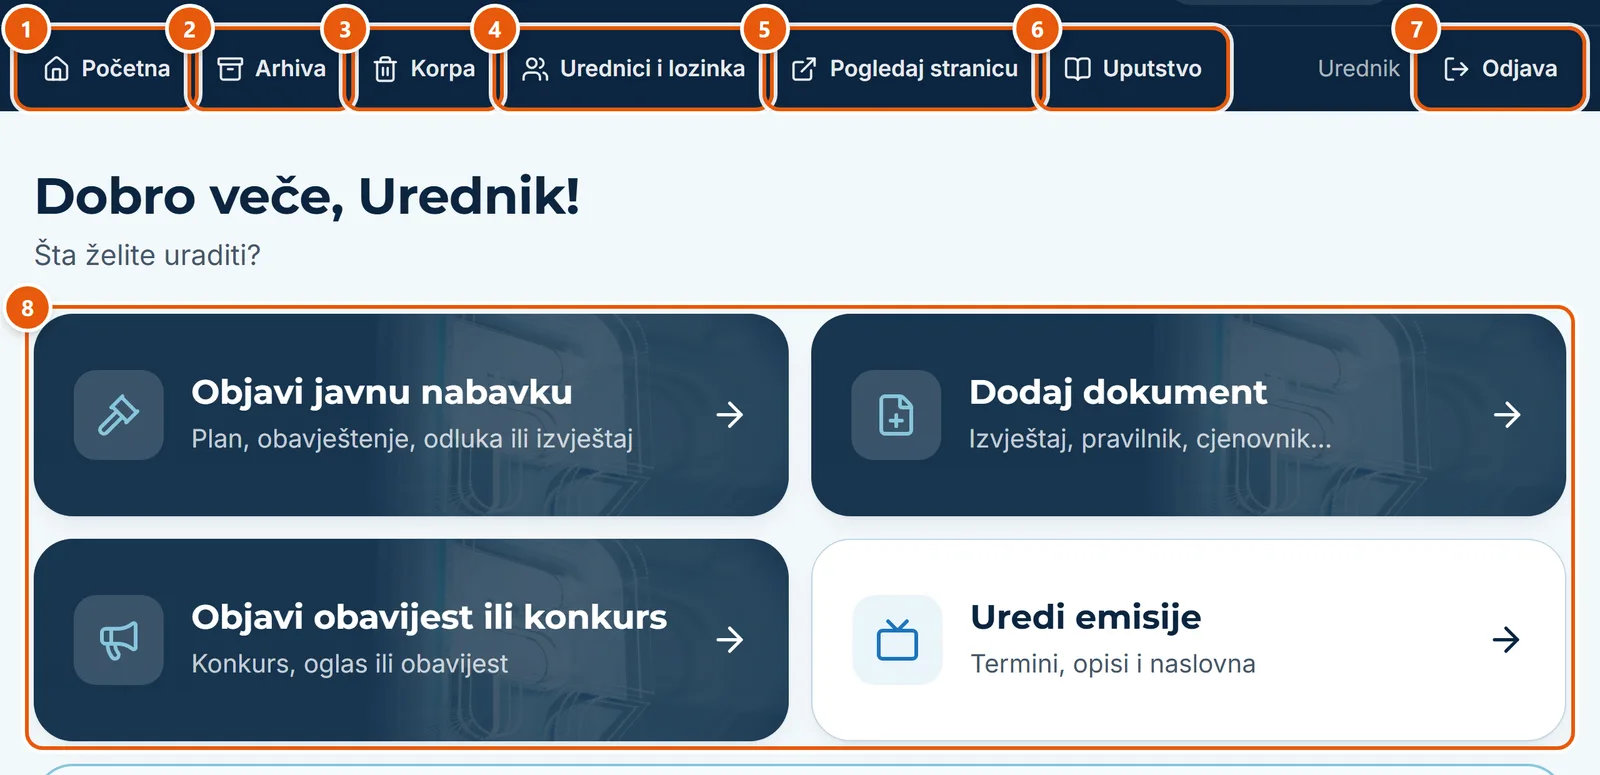 1 2 3 4 5 6 7
Početna Arhiva Korpa Urednici i lozinka Pogledaj stranicu Uputstvo Urednik Odjava
Dobro veče, Urednik!
Šta želite uraditi?
8
Objavi javnu nabavku
Plan, obavještenje, odluka ili izvještaj
Dodaj dokument
Izvještaj, pravilnik, cjenovnik...
Objavi obavijest ili konkurs
Konkurs, oglas ili obavijest
Uredi emisije
Termini, opisi i naslovna